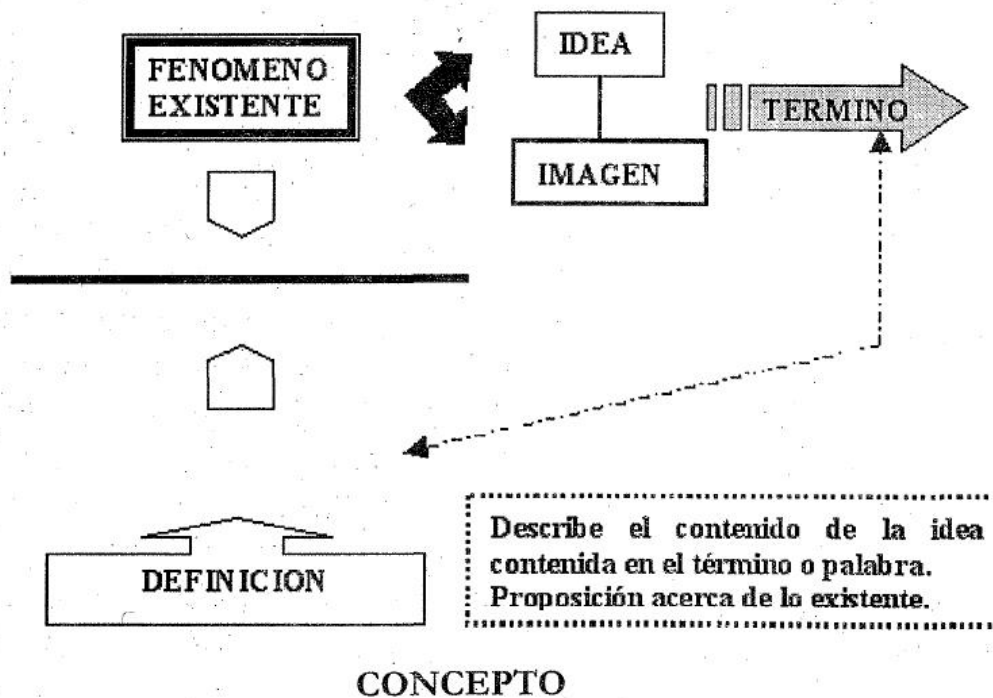 FENOMENO
EXISTENTE
IDEA
IMAGEN
TERMINO
DEFINICION
Describe el contenido de la idea
contenida en el término o palabra.
Proposición acerca de lo existente.
CONCEPTO